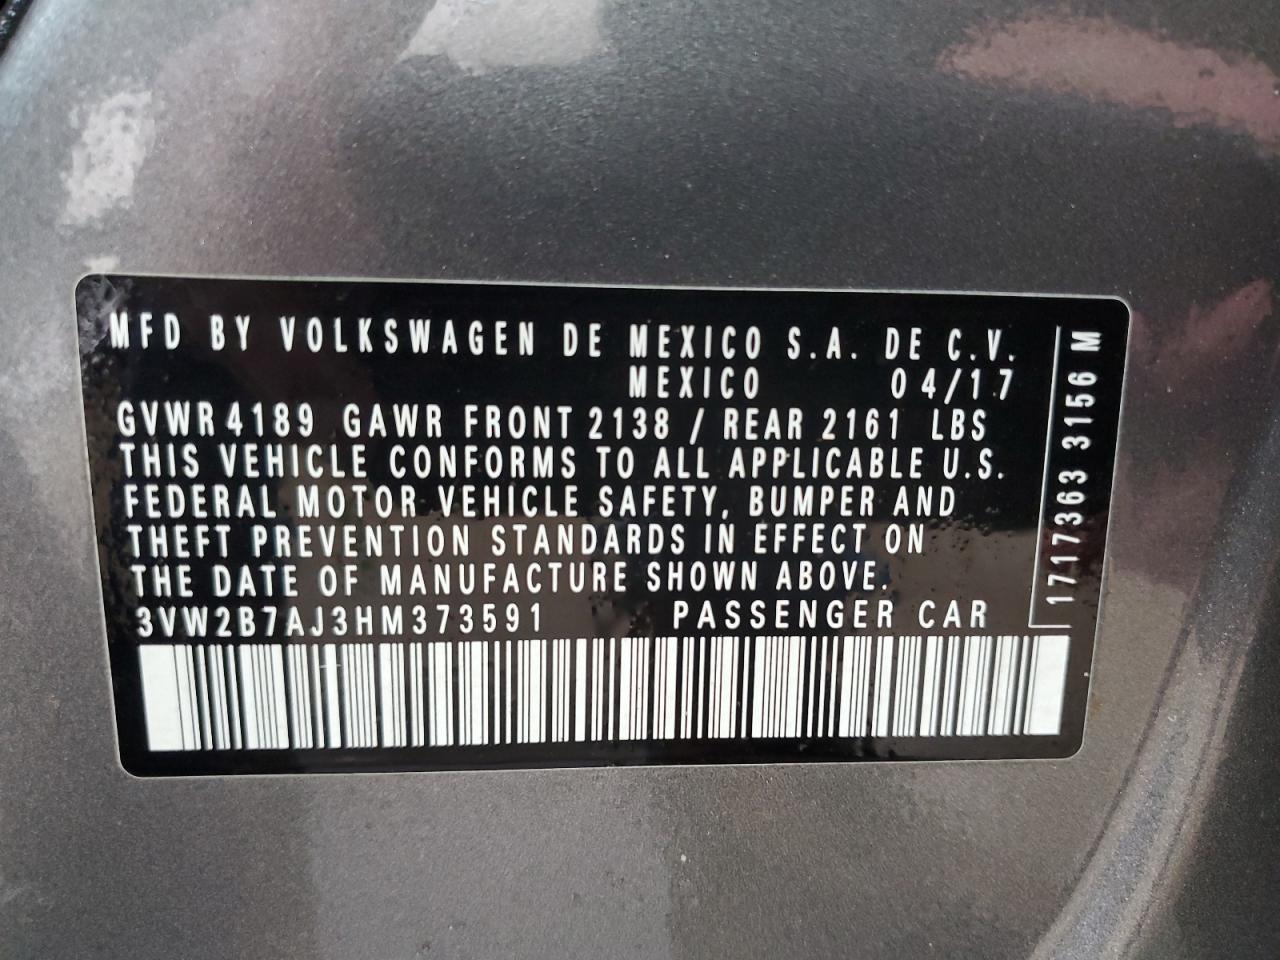 MFD BY VOLKSWAGEN DE MEXICO S.A. DE C.V.
MEXICO 04/17
GVWR 4189 GAWR FRONT 2138 / REAR 2161 LBS
THIS VEHICLE CONFORMS TO ALL APPLICABLE U.S.
FEDERAL MOTOR VEHICLE SAFETY, BUMPER AND
THEFT PREVENTION STANDARDS IN EFFECT ON
THE DATE OF MANUFACTURE SHOWN ABOVE.
3VW2B7AJ3HM373591 PASSENGER CAR
1717363 3156 M